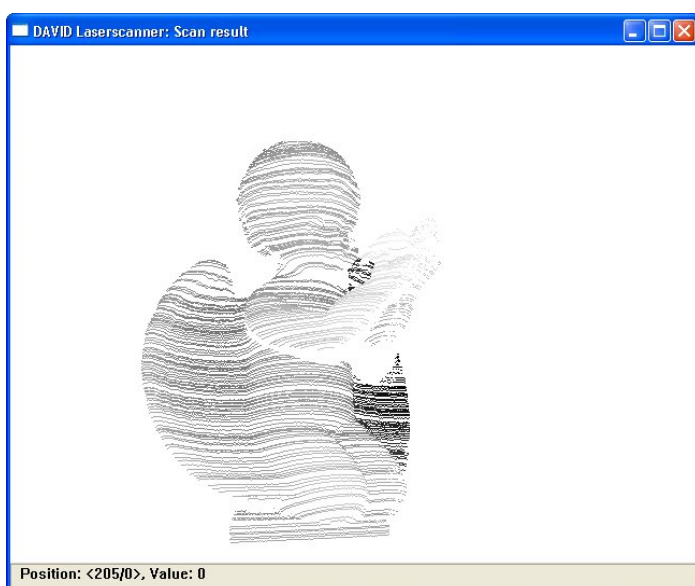 DAVID Laserscanner: Scan result
Position: <205/0>, Value: 0